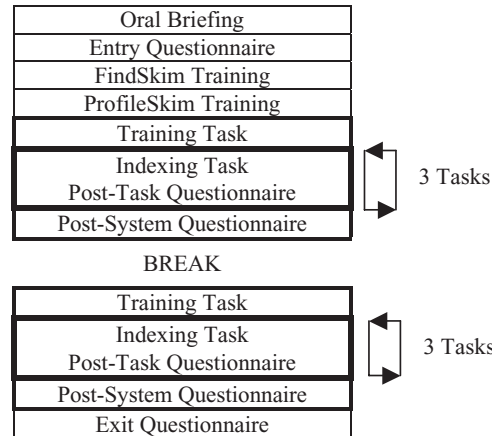 Oral Briefing
Entry Questionnaire
FindSkim Training
ProfileSkim Training
Training Task
Indexing Task
Post-Task Questionnaire
3 Tasks
Post-System Questionnaire
BREAK
Training Task
Indexing Task
Post-Task Questionnaire
3 Tasks
Post-System Questionnaire
Exit Questionnaire